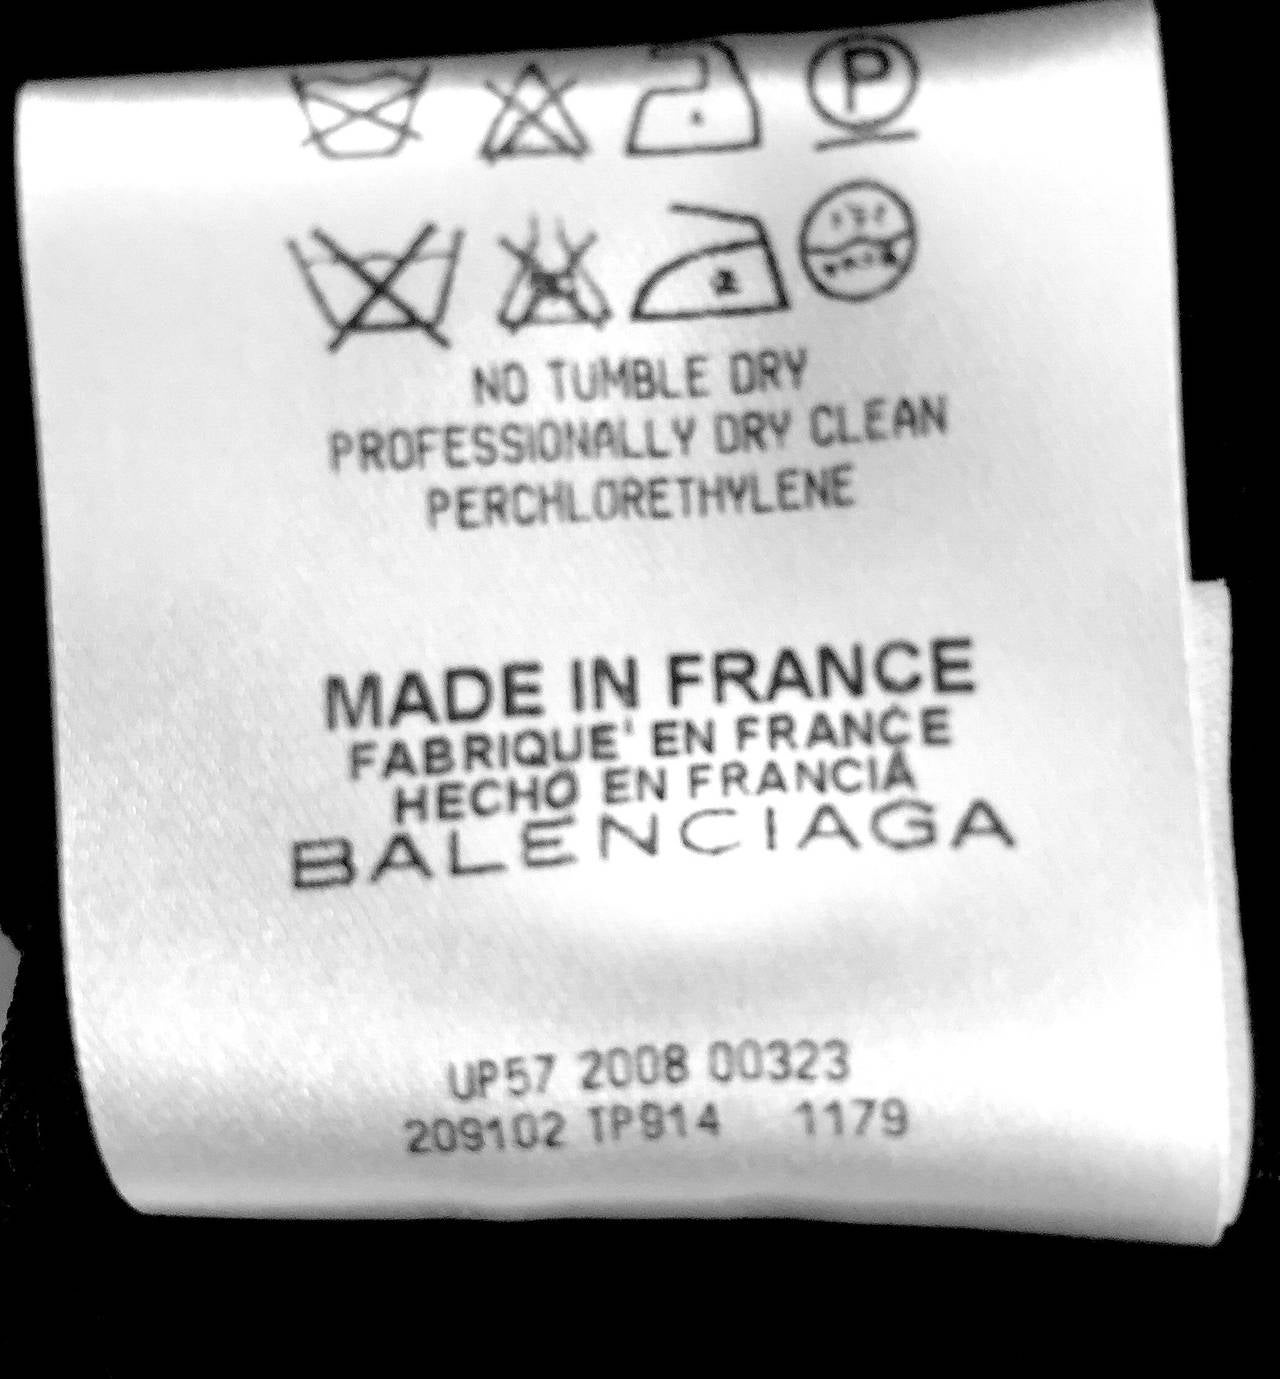 P
2
NO TUMBLE DRY
PROFESSIONALLY DRY CLEAN
PERCHLORETHYLENE
MADE IN FRANCE
FABRIQUE' EN FRANCE
HECHO EN FRANCIA
BALENCIAGA
UP57 2008 00323
209102 TP914 1179